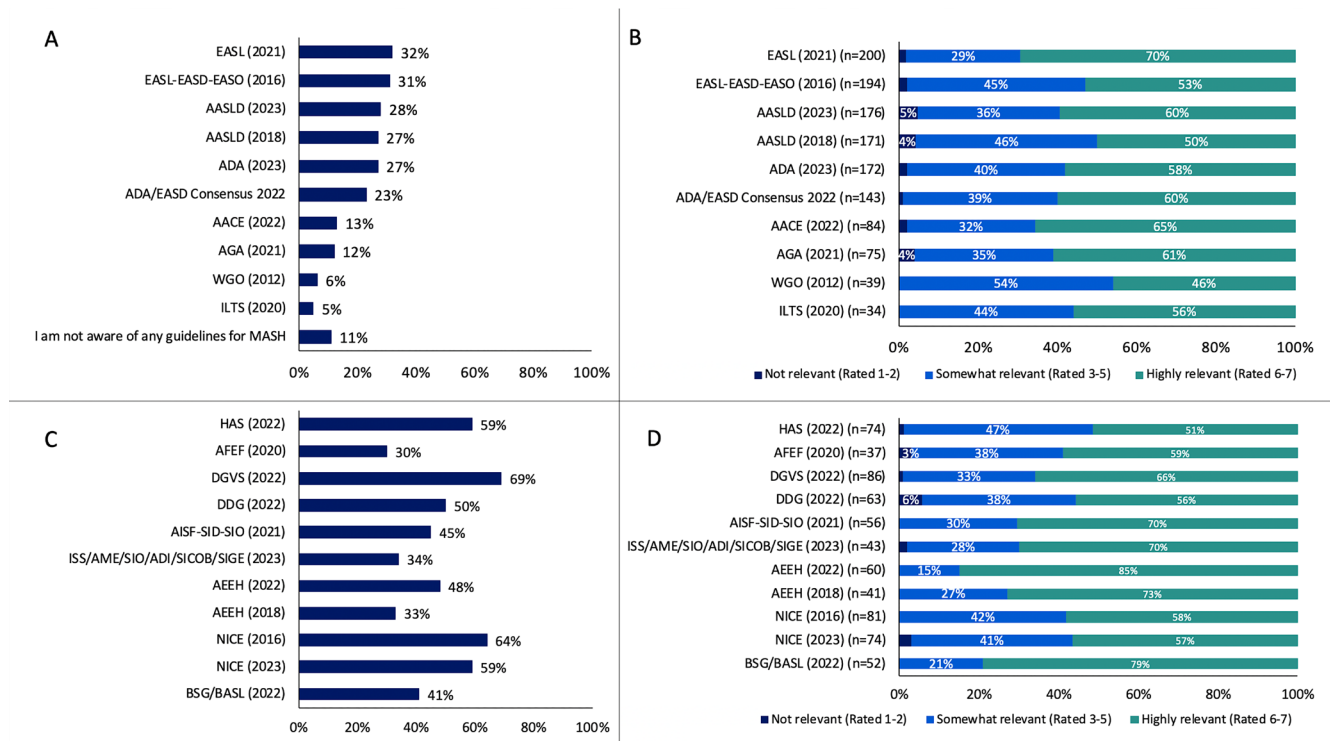 A
EASL (2021) 32%
EASL-EASD-EASO (2016) 31%
AASLD (2023) 28%
AASLD (2018) 27%
ADA (2023) 27%
ADA/EASD Consensus 2022 23%
AACE (2022) 13%
AGA (2021) 12%
WGO (2012) 6%
ILTS (2020) 5%
I am not aware of any guidelines for MASH 11%
0% 20% 40% 60% 80% 100%
B
EASL (2021) (n=200) 29% 70%
EASL-EASD-EASO (2016) (n=194) 45% 53%
AASLD (2023) (n=176) 5% 36% 60%
AASLD (2018) (n=171) 4% 46% 50%
ADA (2023) (n=172) 40% 58%
ADA/EASD Consensus 2022 (n=143) 39% 60%
AACE (2022) (n=84) 32% 65%
AGA (2021) (n=75) 4% 35% 61%
WGO (2012) (n=39) 54% 46%
ILTS (2020) (n=34) 44% 56%
0% 20% 40% 60% 80% 100%
Not relevant (Rated 1-2) Somewhat relevant (Rated 3-5) Highly relevant (Rated 6-7)
C
HAS (2022) 59%
AFEF (2020) 30%
DGVS (2022) 69%
DDG (2022) 50%
AISF-SID-SIO (2021) 45%
ISS/AME/SIO/ADI/SICOB/SIGE (2023) 34%
AEEH (2022) 48%
AEEH (2018) 33%
NICE (2016) 64%
NICE (2023) 59%
BSG/BASL (2022) 41%
0% 20% 40% 60% 80% 100%
D
HAS (2022) (n=74) 47% 51%
AFEF (2020) (n=37) 3% 38% 59%
DGVS (2022) (n=86) 33% 66%
DDG (2022) (n=63) 6% 38% 56%
AISF-SID-SIO (2021) (n=56) 30% 70%
ISS/AME/SIO/ADI/SICOB/SIGE (2023) (n=43) 28% 70%
AEEH (2022) (n=60) 15% 85%
AEEH (2018) (n=41) 27% 73%
NICE (2016) (n=81) 42% 58%
NICE (2023) (n=74) 41% 57%
BSG/BASL (2022) (n=52) 21% 79%
0% 20% 40% 60% 80% 100%
Not relevant (Rated 1-2) Somewhat relevant (Rated 3-5) Highly relevant (Rated 6-7)